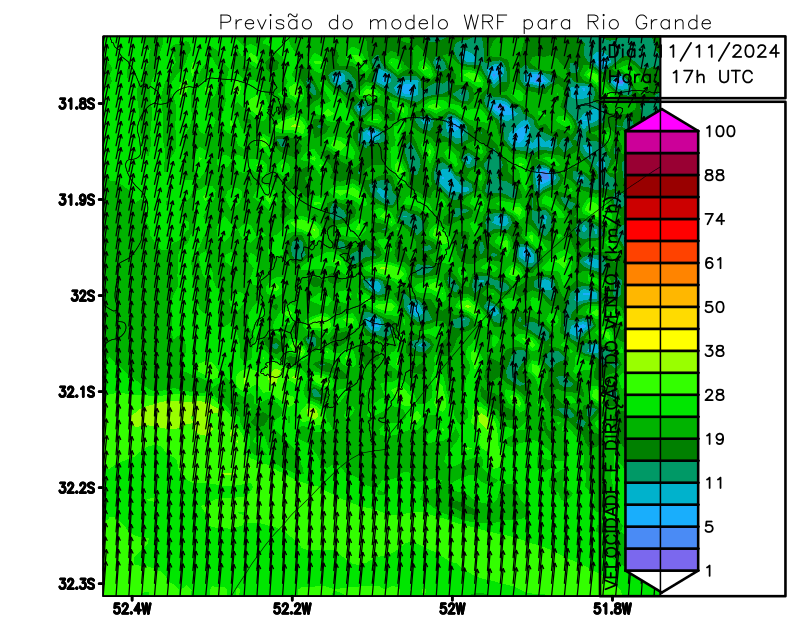 Previsão do modelo WRF para Rio Grande
Dia: 11/11/2024
Hora: 17h UTC
31.8S
31.9S
32S
32.1S
32.2S
32.3S
52.4W
52.2W
52W
51.8W
VELOCIDADE E DIREÇÃO DO VENTO (km/h)
100
88
74
61
50
38
28
19
11
5
1